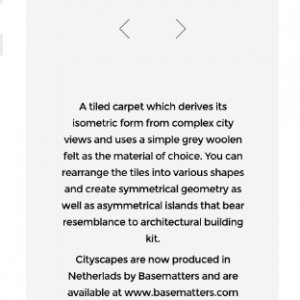 A tiled carpet which derives its
isometric form from complex city
views and uses a simple grey woolen
felt as the material of choice. You can
rearrange the tiles into various shapes
and create symmetrical geometry as
well as asymmetrical islands that bear
resemblance to architectural building
kit.
Cityscapes are now produced in
Netherlads by Basematters and are
available at www.basematters.com